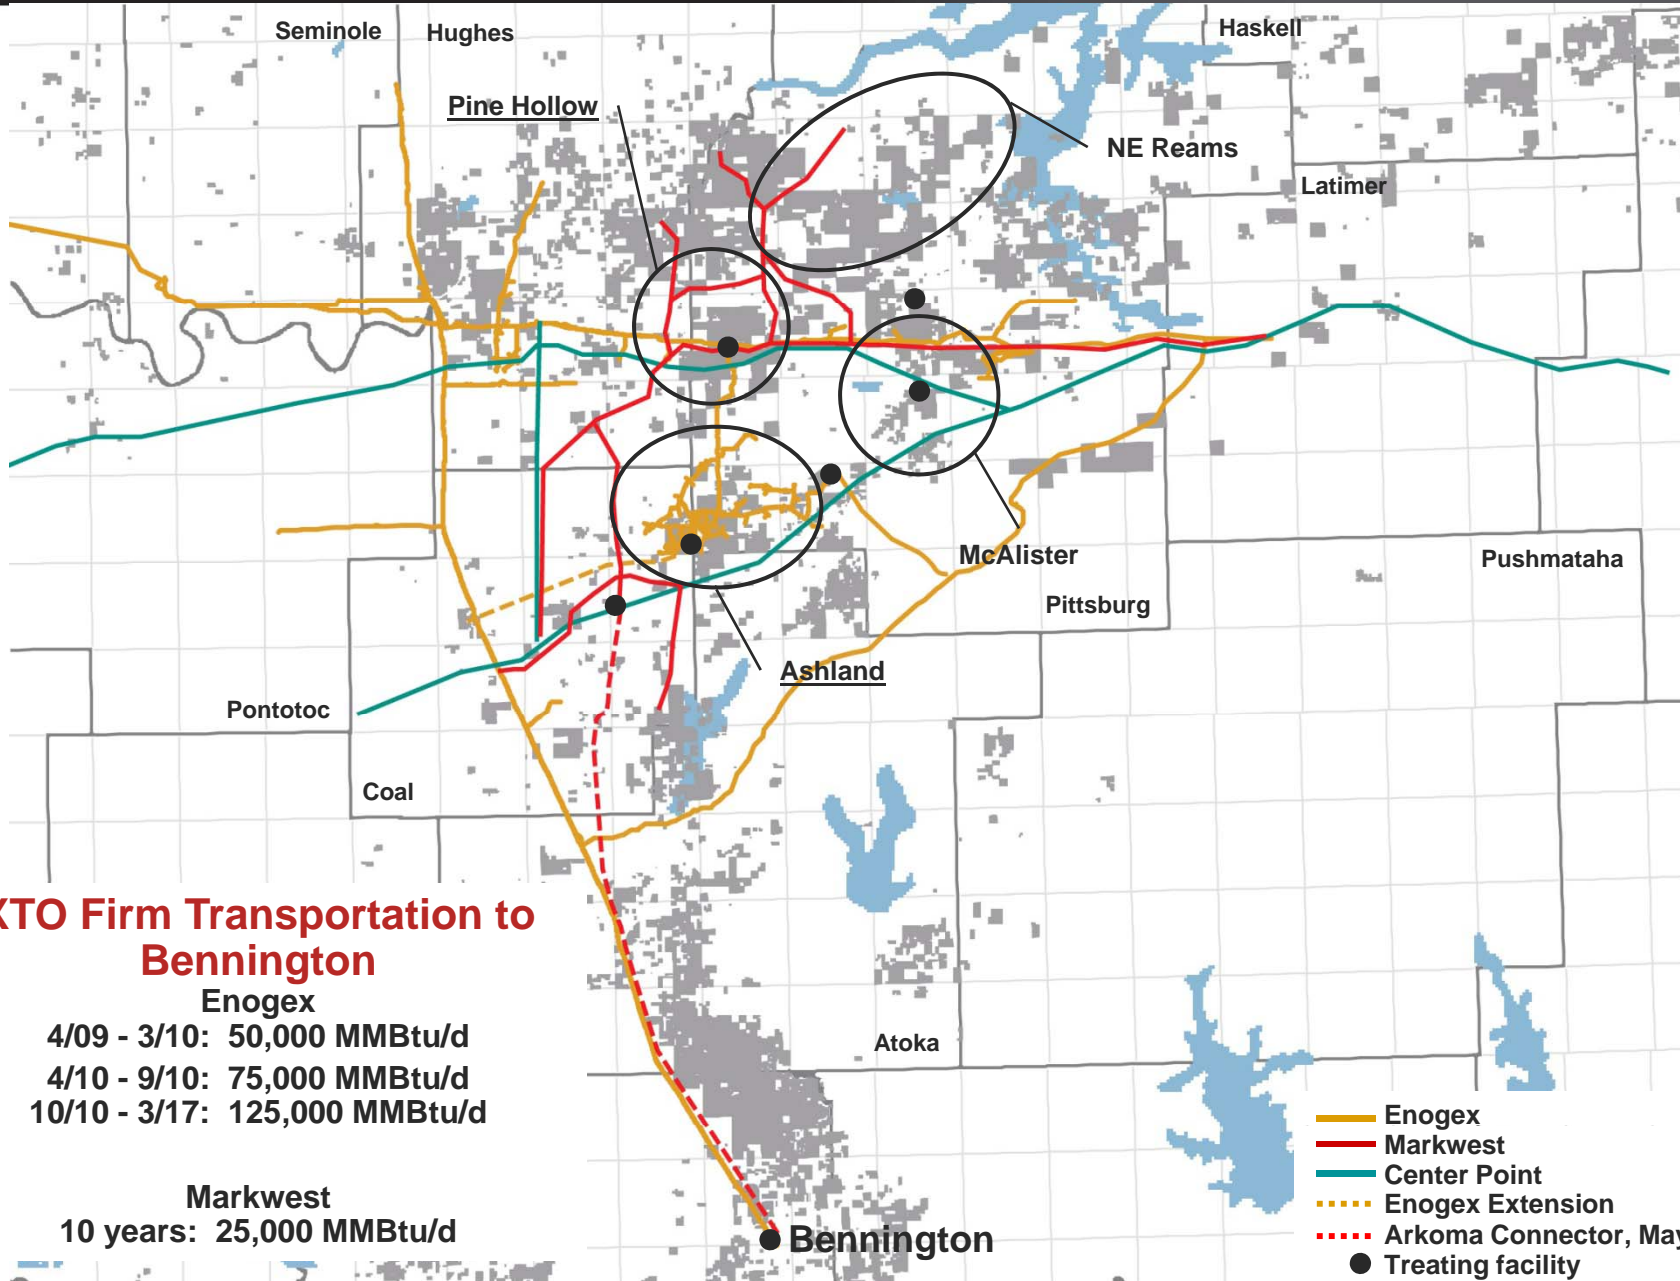 Seminole
Hughes
Haskell
Pine Hollow
NE Reams
Latimer
McAlister
Pushmataha
Pittsburg
Ashland
Pontotoc
Coal
XTO Firm Transportation to
Bennington
Enogex
4/09 - 3/10: 50,000 MMBtu/d
4/10 - 9/10: 75,000 MMBtu/d
10/10 - 3/17: 125,000 MMBtu/d
Markwest
10 years: 25,000 MMBtu/d
Atoka
Bennington
Enogex
Markwest
Center Point
Enogex Extension
Arkoma Connector, May
Treating facility